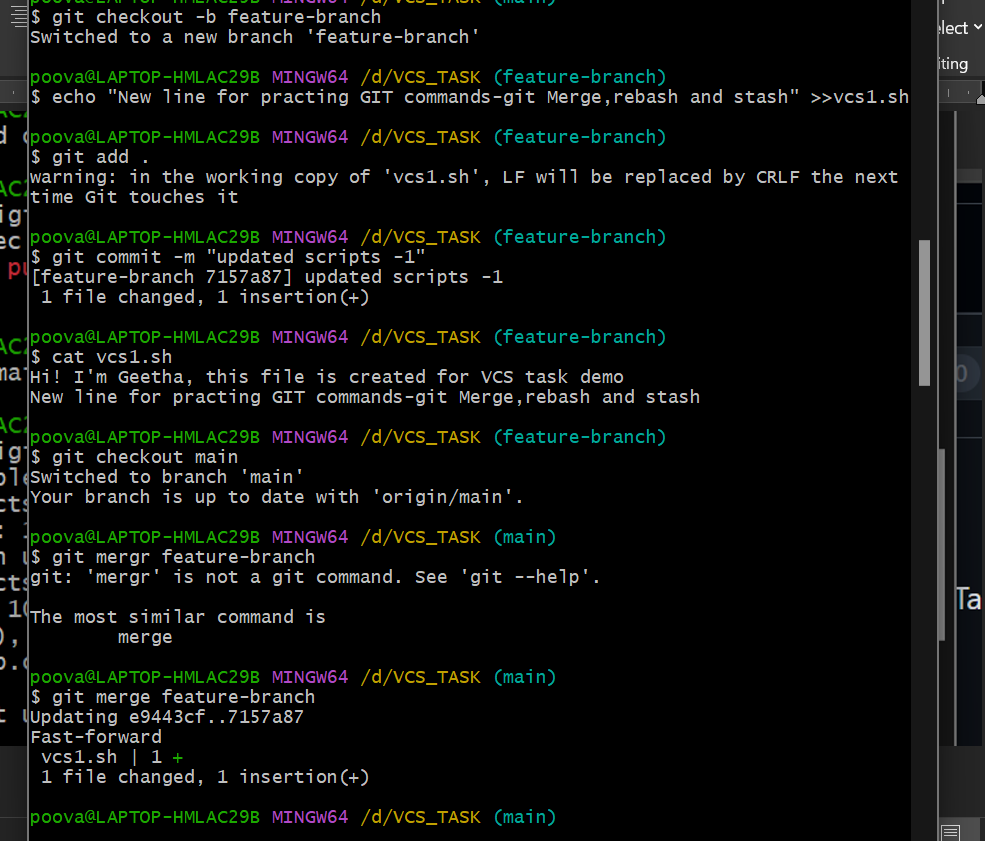 poova@LAPTOP-HMLAC29B MINGW64 /d/VCS_TASK (main)
$ git checkout -b feature-branch
Switched to a new branch 'feature-branch'
poova@LAPTOP-HMLAC29B MINGW64 /d/VCS_TASK (feature-branch)
$ echo "New line for practing GIT commands-git Merge,rebash and stash" >>vcs1.sh
poova@LAPTOP-HMLAC29B MINGW64 /d/VCS_TASK (feature-branch)
$ git add .
warning: in the working copy of 'vcs1.sh', LF will be replaced by CRLF the next
time Git touches it
poova@LAPTOP-HMLAC29B MINGW64 /d/VCS_TASK (feature-branch)
$ git commit -m "updated scripts -1"
[feature-branch 7157a87] updated scripts -1
1 file changed, 1 insertion(+)
poova@LAPTOP-HMLAC29B MINGW64 /d/VCS_TASK (feature-branch)
$ cat vcs1.sh
Hi! I'm Geetha, this file is created for VCS task demo
New line for practing GIT commands-git Merge,rebash and stash
poova@LAPTOP-HMLAC29B MINGW64 /d/VCS_TASK (feature-branch)
$ git checkout main
Switched to branch 'main'
Your branch is up to date with 'origin/main'.
poova@LAPTOP-HMLAC29B MINGW64 /d/VCS_TASK (main)
$ git mergr feature-branch
git: 'mergr' is not a git command. See 'git --help'.
The most similar command is
merge
poova@LAPTOP-HMLAC29B MINGW64 /d/VCS_TASK (main)
$ git merge feature-branch
Updating e9443cf..7157a87
Fast-forward
vcs1.sh | 1 +
1 file changed, 1 insertion(+)
poova@LAPTOP-HMLAC29B MINGW64 /d/VCS_TASK (main)